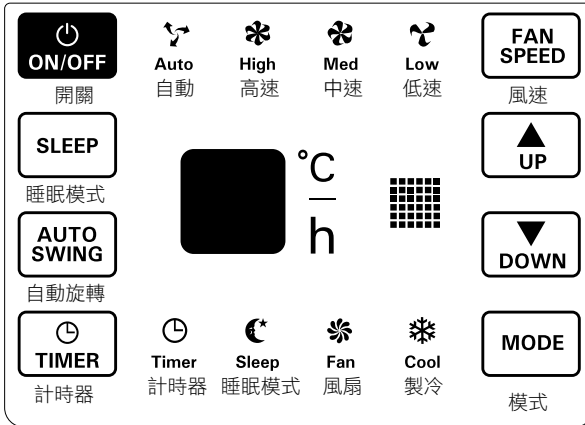 ON/OFF
開關
Auto
自動
High
高速
Med
中速
Low
低速
FAN
SPEED
風速
SLEEP
睡眠模式
°C
h
UP
AUTO
SWING
自動旋轉
DOWN
TIMER
計時器
Timer
計時器
Sleep
睡眠模式
Fan
風扇
Cool
製冷
MODE
模式